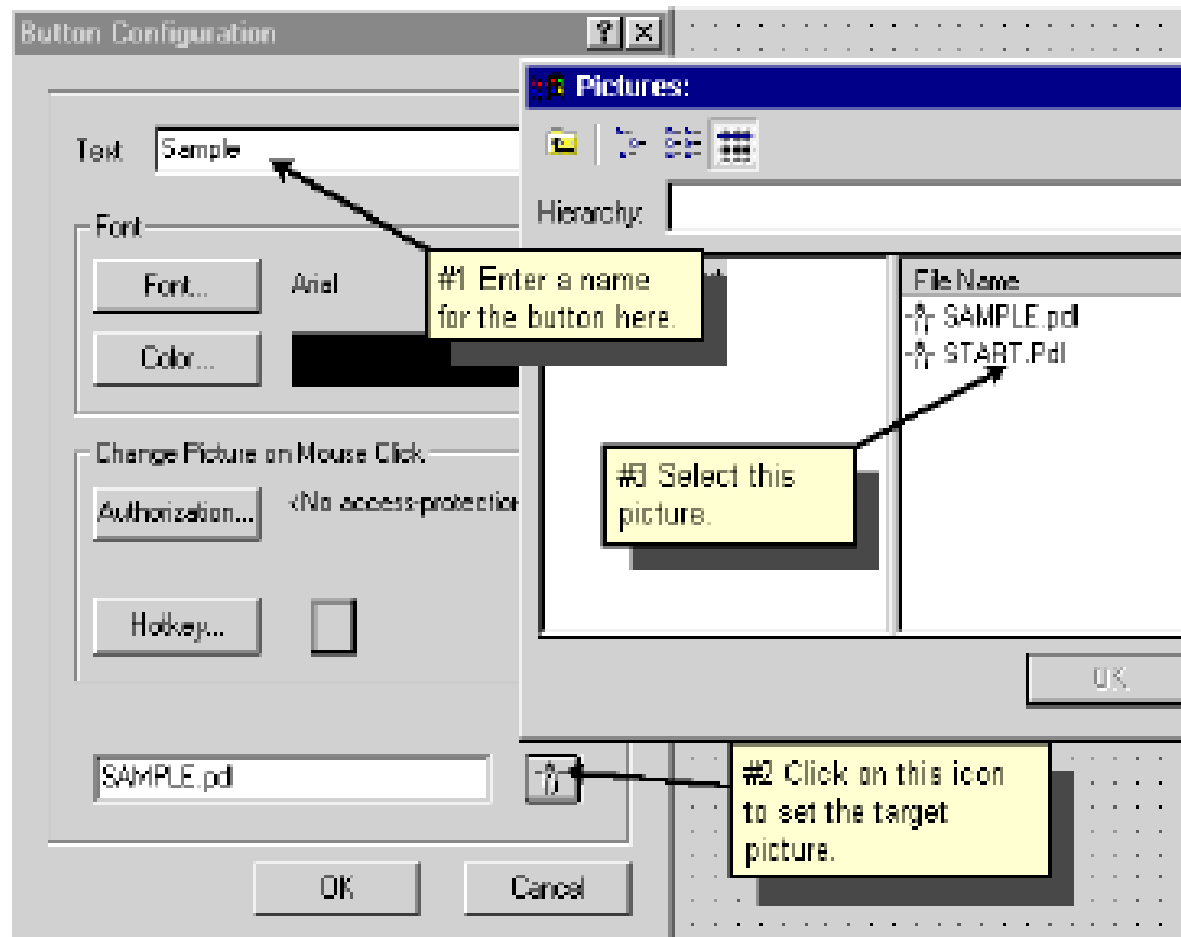 Button Configuration
Pictures:
Text
Sample
Hierarchy:
Font
Font...
Arial
Color...
#1 Enter a name
for the button here.
File Name
SAMPLE.pdl
START.Pdl
#3 Select this
picture.
Change Picture on Mouse Click
Authorization...
<No access-protection
Hotkey...
OK
SAMPLE.pdl
#2 Click on this icon
to set the target
picture.
OK
Cancel